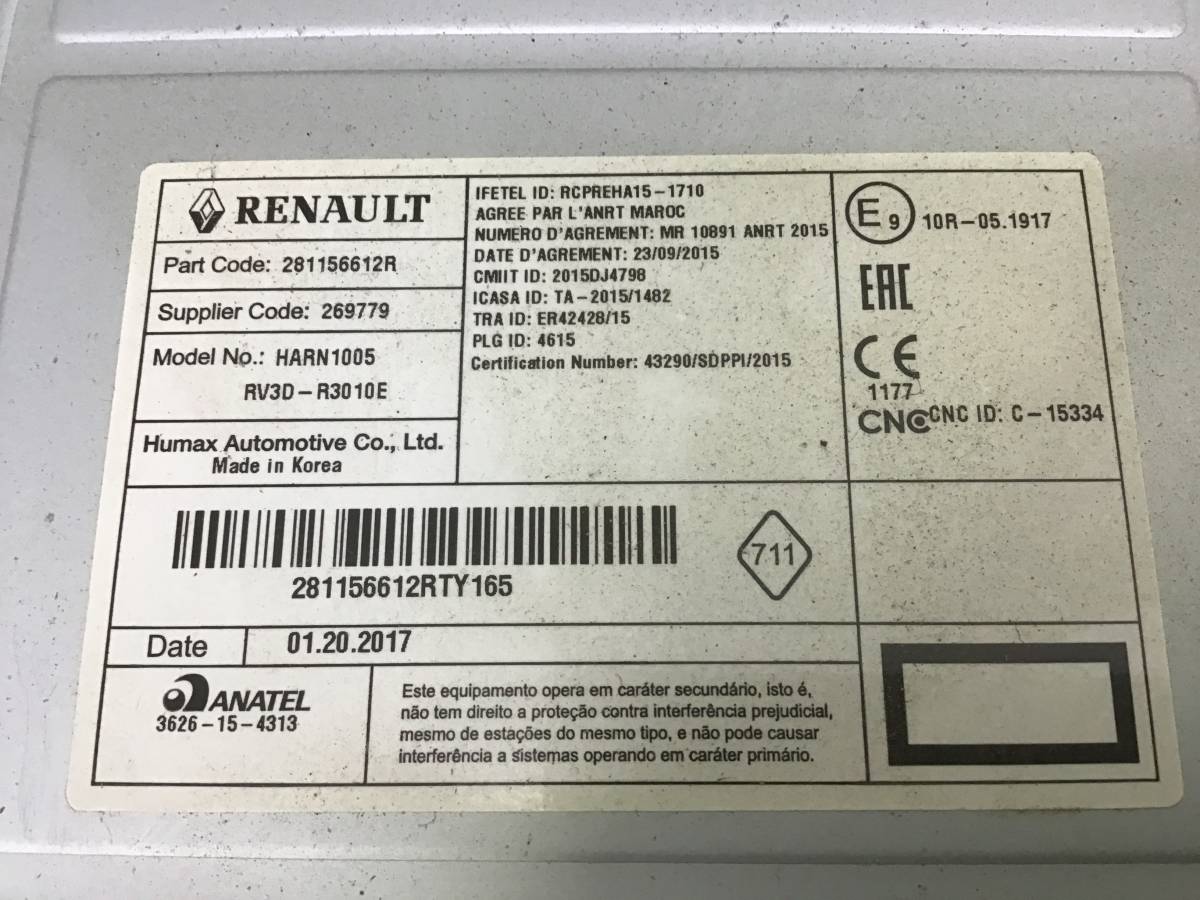 RENAULT
Part Code: 281156612R
Supplier Code: 269779
Model No.: HARN1005
RV3D-R3010E
Humax Automotive Co., Ltd.
Made in Korea
IFETEL ID: RCPREHA15-1710
AGREE PAR L'ANRT MAROC
NUMERO D'AGREMENT: MR 10891 ANRT 2015
DATE D'AGREMENT: 23/09/2015
CMIIT ID: 2015DJ4798
ICASA ID: TA-2015/1482
TRA ID: ER42428/15
PLG ID: 4615
Certification Number: 43290/SDPPI/2015
E9 10R-05.1917
EAC
CE
1177
CNC CNC ID: C-15334
281156612RTY165
711
Date 01.20.2017
ANATEL
3626-15-4313
Este equipamento opera em caráter secundário, isto é,
não tem direito a proteção contra interferência prejudicial,
mesmo de estações do mesmo tipo, e não pode causar
interferência a sistemas operando em caráter primário.